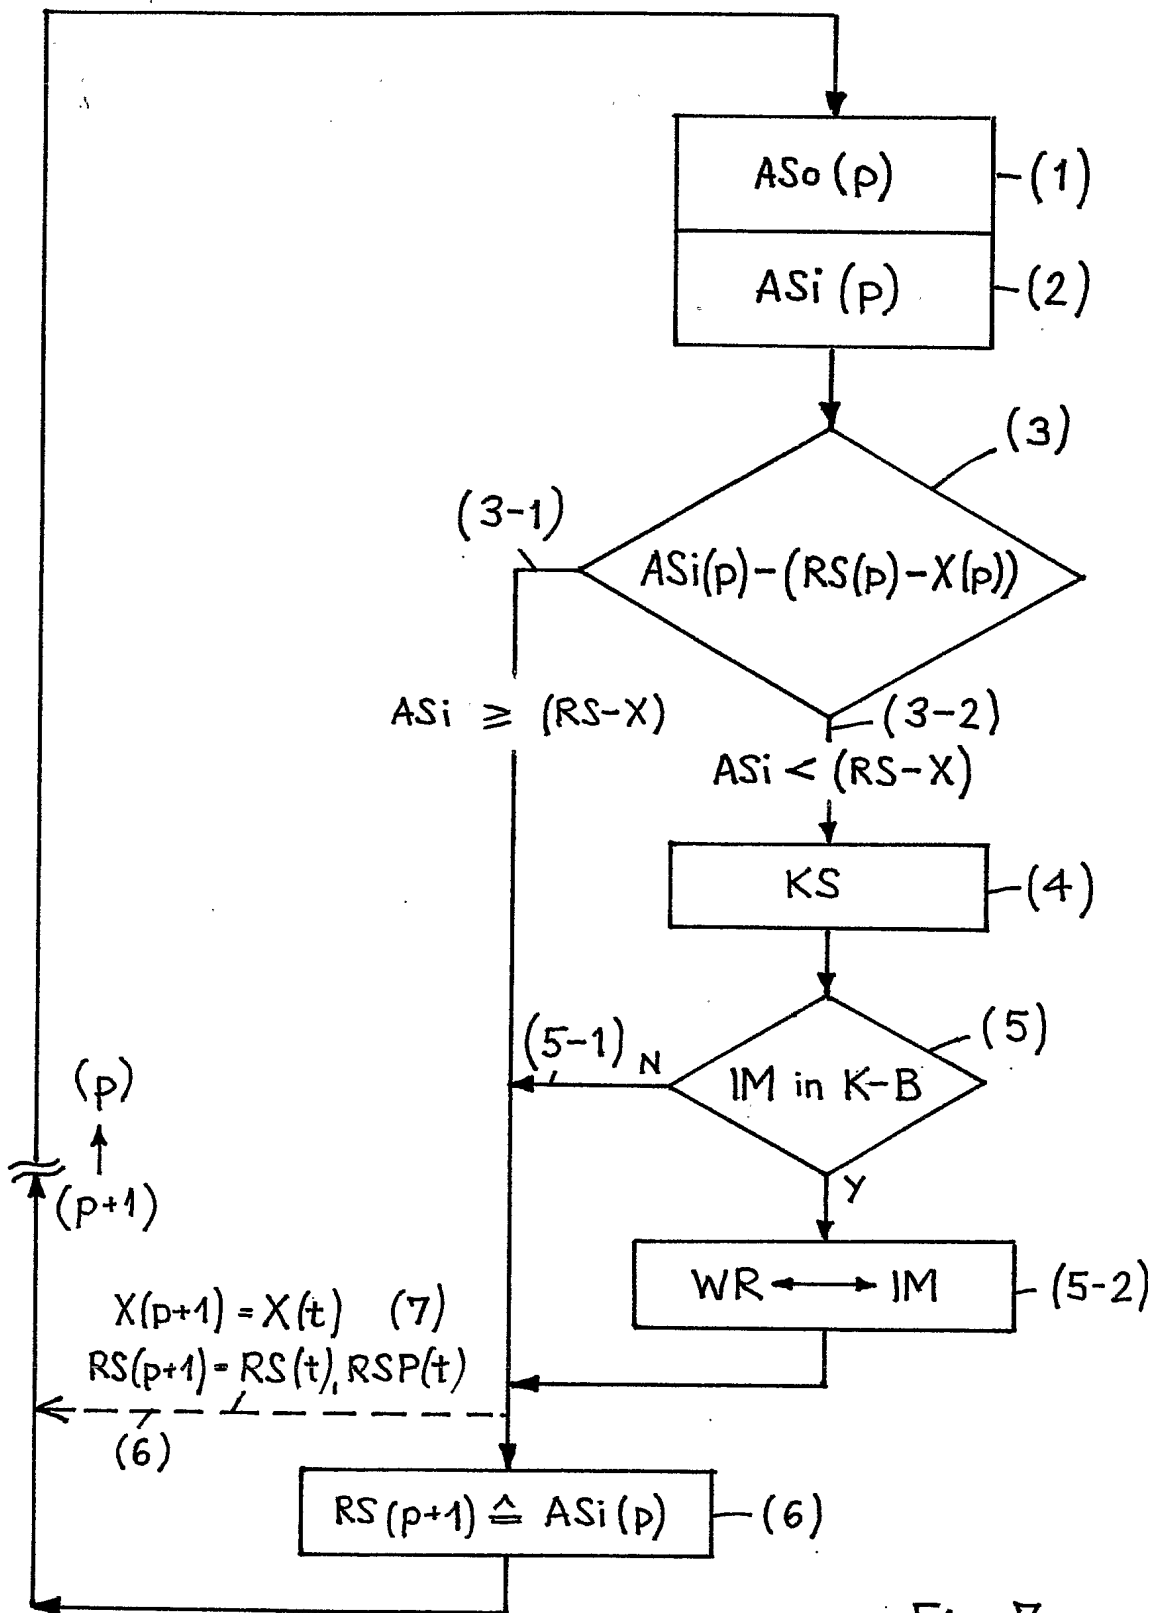 ASo (p)
(1)
ASi (p)
(2)
(3)
(3-1)
ASi(p)-(RS(p)-X(p))
ASi ≥ (RS-X)
(3-2)
ASi < (RS-X)
KS
(4)
(5)
(5-1)
N
IM in K-B
(p)
(p+1)
Y
WR
IM
(5-2)
X(p+1) = X(t) (7)
RS(p+1) = RS(t), RSP(t)
(6)
RS(p+1) ≙ ASi(p)
(6)